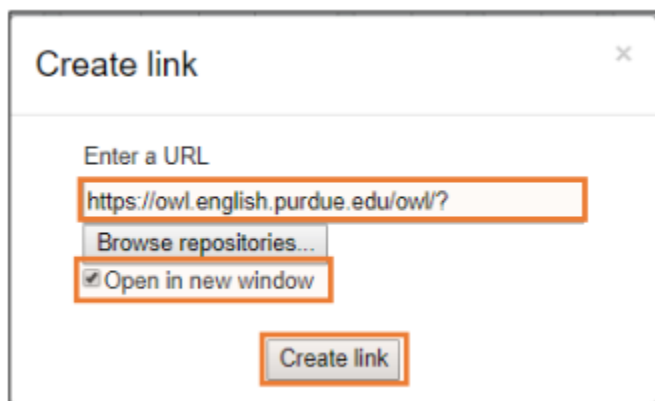 Create link ×
Enter a URL
https://owl.english.purdue.edu/owl/?
Browse repositories...
Open in new window
Create link